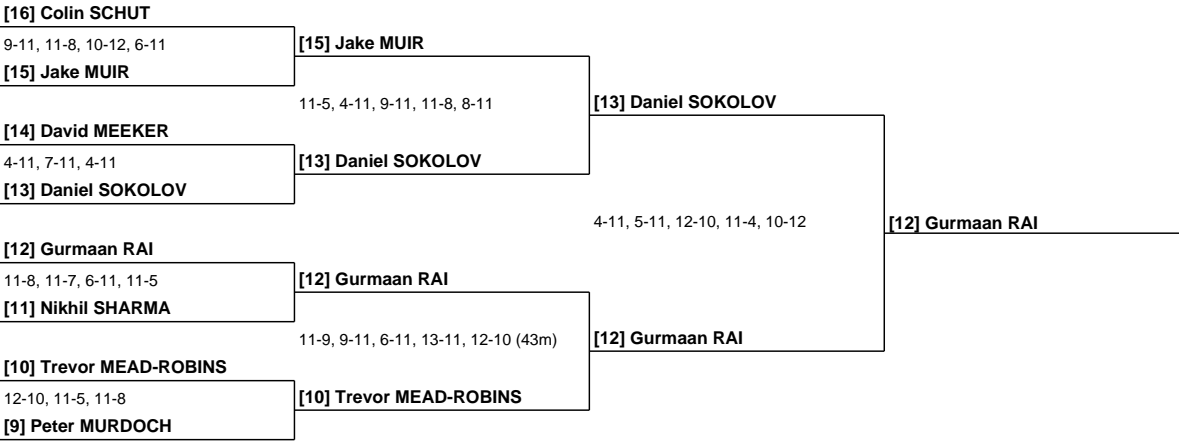 [16] Colin SCHUT
9-11, 11-8, 10-12, 6-11
[15] Jake MUIR
[15] Jake MUIR
11-5, 4-11, 9-11, 11-8, 8-11
[13] Daniel SOKOLOV
[14] David MEEKER
4-11, 7-11, 4-11
[13] Daniel SOKOLOV
[13] Daniel SOKOLOV
4-11, 5-11, 12-10, 11-4, 10-12
[12] Gurmaan RAI
[12] Gurmaan RAI
11-8, 11-7, 6-11, 11-5
[12] Gurmaan RAI
[11] Nikhil SHARMA
11-9, 9-11, 6-11, 13-11, 12-10 (43m)
[12] Gurmaan RAI
[10] Trevor MEAD-ROBINS
12-10, 11-5, 11-8
[10] Trevor MEAD-ROBINS
[9] Peter MURDOCH